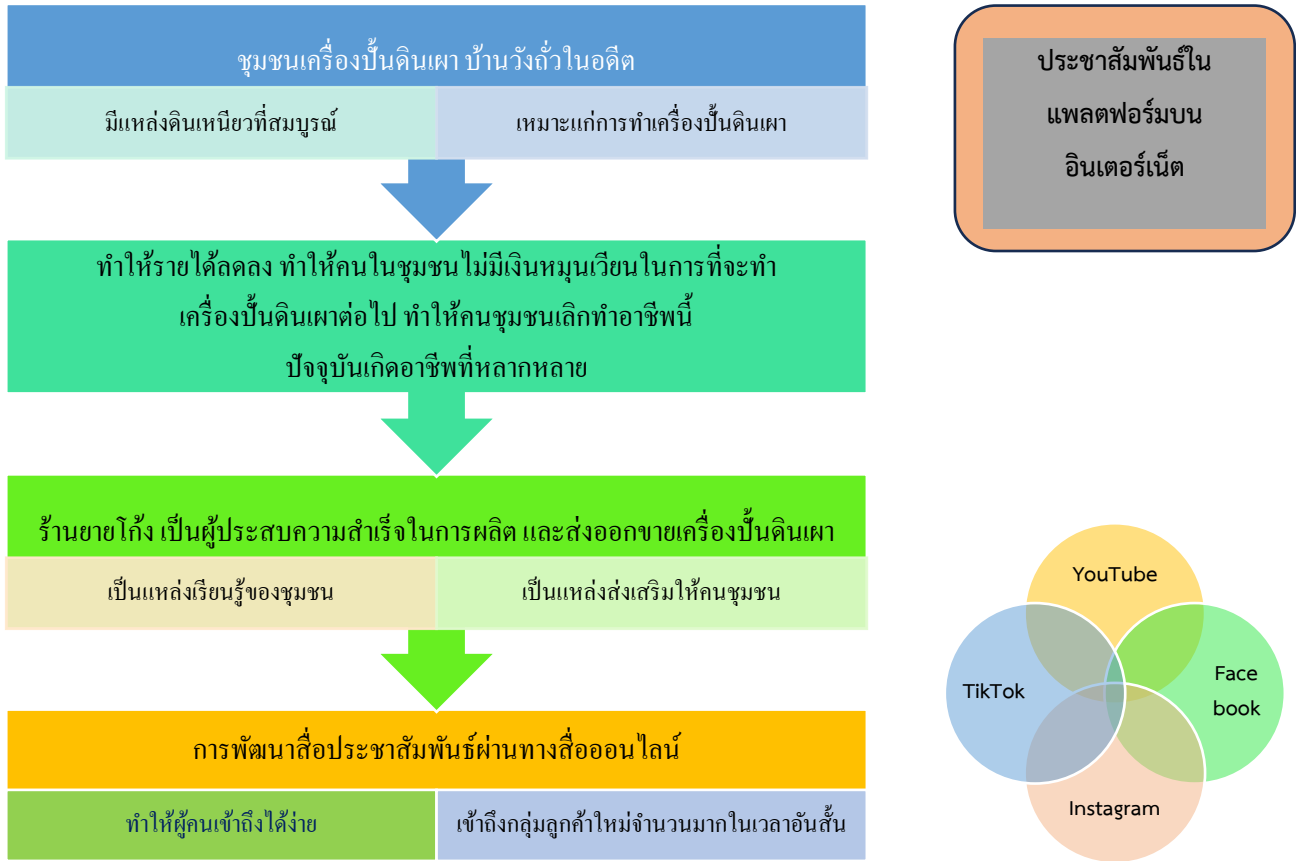 ชุมชนเครื่องปั้นดินเผา บ้านวังถั่วในอดีต
มีแหล่งดินเหนียวที่สมบูรณ์
เหมาะแก่การทำเครื่องปั้นดินเผา
ทำให้รายได้ลดลง ทำให้คนในชุมชนไม่มีเงินหมุนเวียนในการที่จะทำ
เครื่องปั้นดินเผาต่อไป ทำให้คนชุมชนเลิกทำอาชีพนี้
ปัจจุบันเกิดอาชีพที่หลากหลาย
ร้านยายโก้ง เป็นผู้ประสบความสำเร็จในการผลิต และส่งออกขายเครื่องปั้นดินเผา
เป็นแหล่งเรียนรู้ของชุมชน
เป็นแหล่งส่งเสริมให้คนชุมชน
การพัฒนาสื่อประชาสัมพันธ์ผ่านทางสื่อออนไลน์
ทำให้ผู้คนเข้าถึงได้ง่าย
เข้าถึงกลุ่มลูกค้าใหม่จำนวนมากในเวลาอันสั้น
ประชาสัมพันธ์ใน
แพลตฟอร์มบน
อินเตอร์เน็ต
YouTube
TikTok
Face
book
Instagram